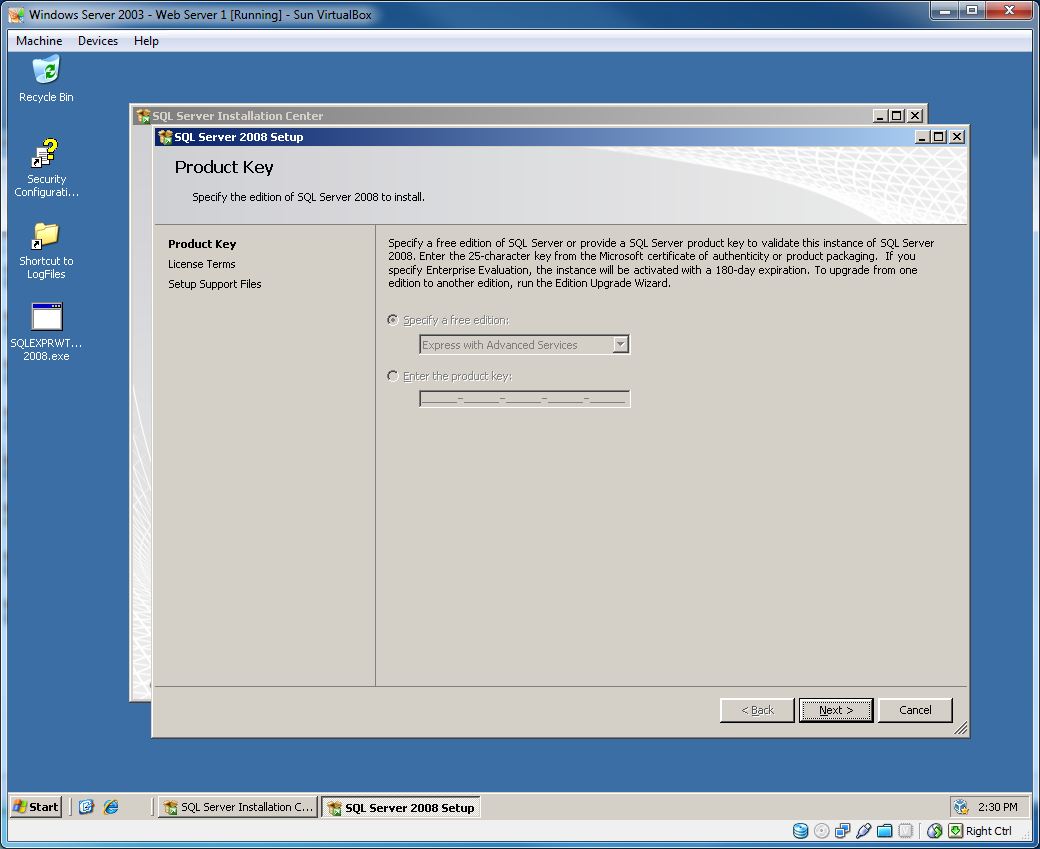 Windows Server 2003 - Web Server 1 [Running] - Sun VirtualBox
Machine Devices Help
Recycle Bin
Security
Configurati...
Shortcut to
LogFiles
SQLEXPRWT...
2008.exe
SQL Server Installation Center
SQL Server 2008 Setup
Product Key
Specify the edition of SQL Server 2008 to install.
Product Key
License Terms
Setup Support Files
Specify a free edition of SQL Server or provide a SQL Server product key to validate this instance of SQL Server
2008. Enter the 25-character key from the Microsoft certificate of authenticity or product packaging.  If you
specify Enterprise Evaluation, the instance will be activated with a 180-day expiration. To upgrade from one
edition to another edition, run the Edition Upgrade Wizard.
Specify a free edition:
Express with Advanced Services
Enter the product key:
_____-_____-_____-_____-_____
< Back Next > Cancel
Start SQL Server Installation C... SQL Server 2008 Setup 2:30 PM
Right Ctrl